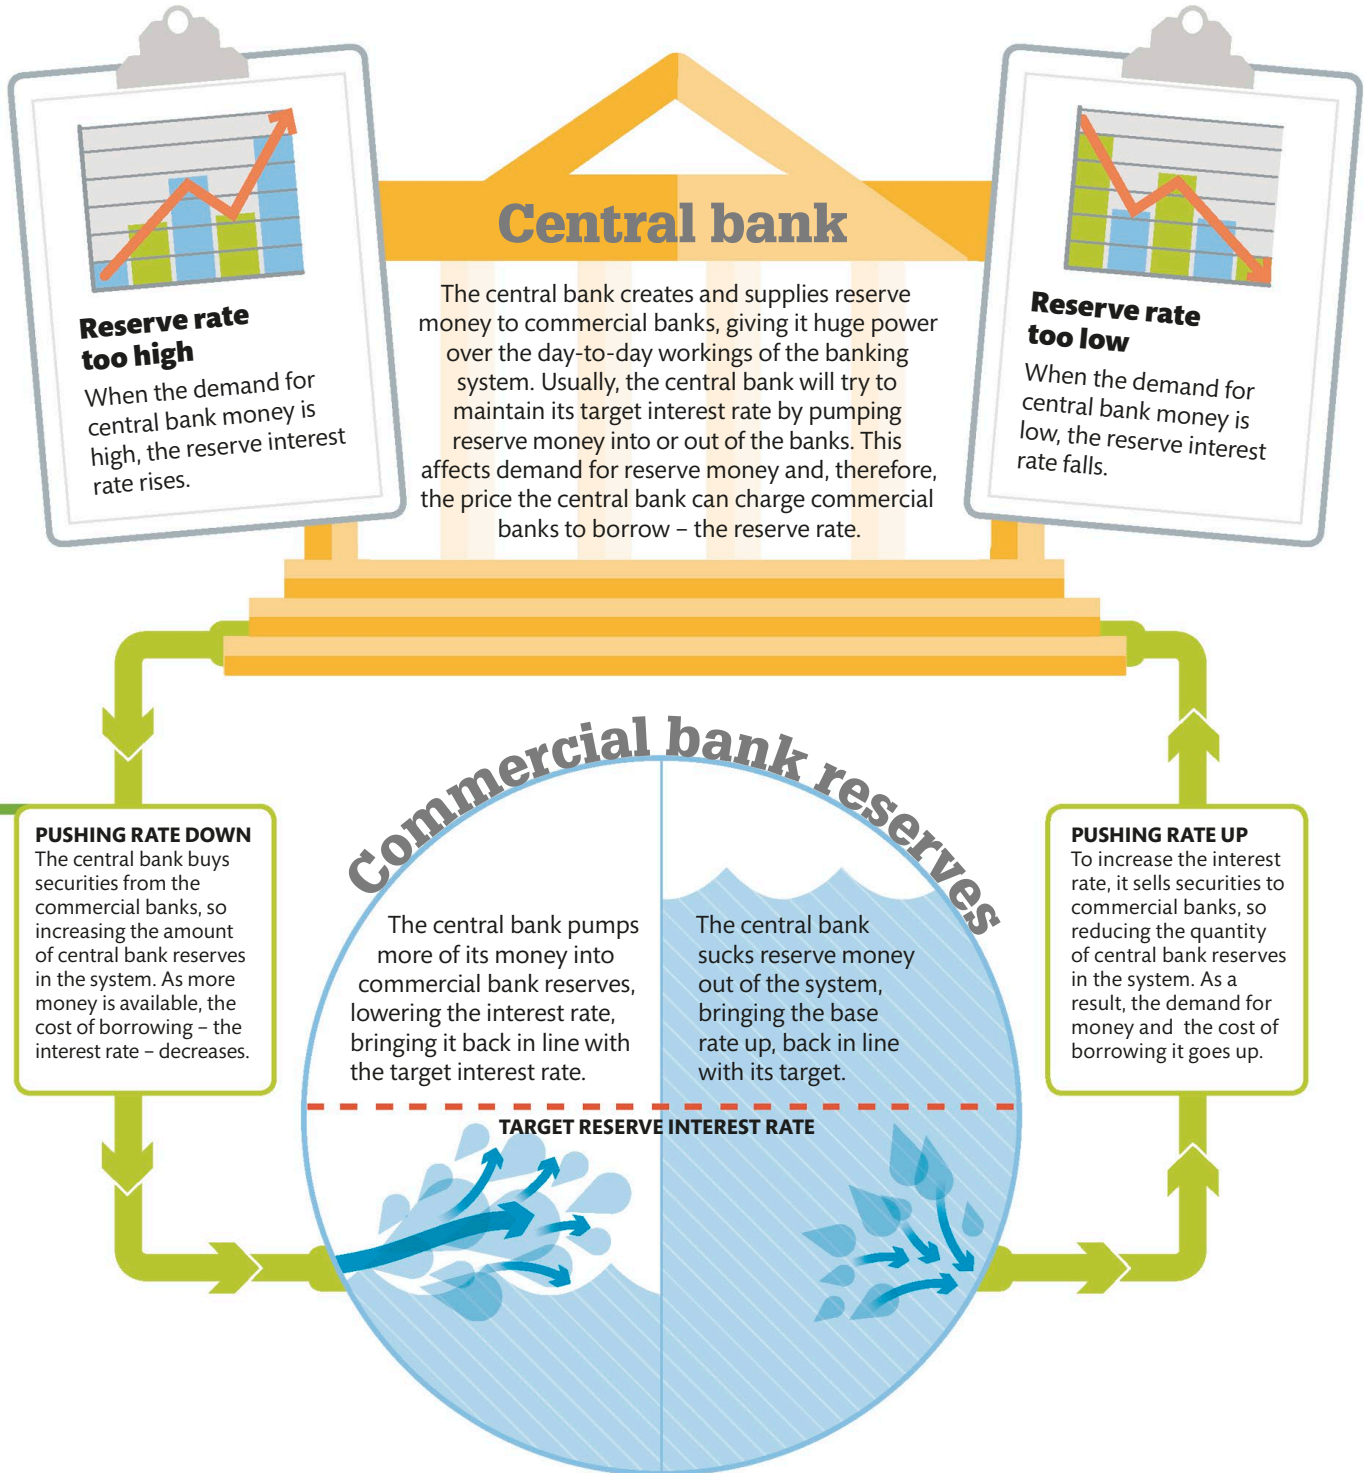 Central bank
The central bank creates and supplies reserve
money to commercial banks, giving it huge power
over the day-to-day workings of the banking
system. Usually, the central bank will try to
maintain its target interest rate by pumping
reserve money into or out of the banks. This
affects demand for reserve money and, therefore,
the price the central bank can charge commercial
banks to borrow – the reserve rate.
Reserve rate
too high
When the demand for
central bank money is
high, the reserve interest
rate rises.
Reserve rate
too low
When the demand for
central bank money is
low, the reserve interest
rate falls.
Commercial bank reserves
PUSHING RATE DOWN
The central bank buys
securities from the
commercial banks, so
increasing the amount
of central bank reserves
in the system. As more
money is available, the
cost of borrowing – the
interest rate – decreases.
The central bank pumps
more of its money into
commercial bank reserves,
lowering the interest rate,
bringing it back in line with
the target interest rate.
The central bank
sucks reserve money
out of the system,
bringing the base
rate up, back in line
with its target.
TARGET RESERVE INTEREST RATE
PUSHING RATE UP
To increase the interest
rate, it sells securities to
commercial banks, so
reducing the quantity
of central bank reserves
in the system. As a
result, the demand for
money and the cost of
borrowing it goes up.